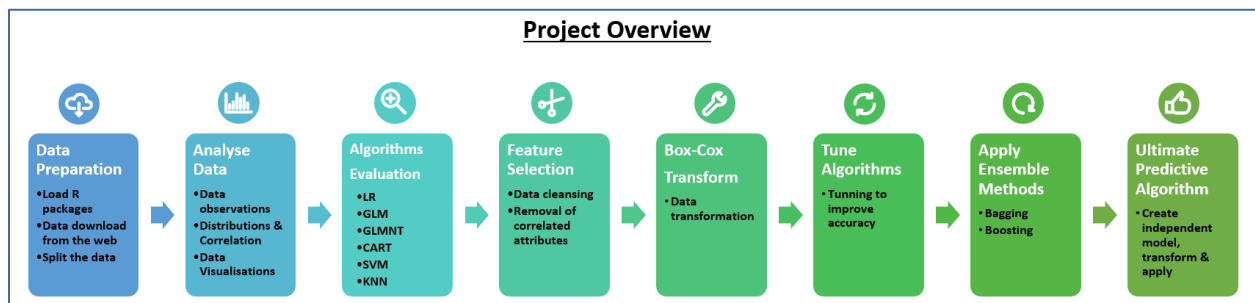 Project Overview
Data
Preparation
•Load R
packages
•Data download
from the web
•Split the data
Analyse
Data
•Data
observations
•Distributions &
Correlation
•Data
Visualisations
Algorithms
Evaluation
•LR
•GLM
•GLMNT
•CART
•SVM
•KNN
Feature
Selection
•Data cleansing
•Removal of
correlated
attributes
Box-Cox
Transform
•Data
transformation
Tune
Algorithms
•Tunning to
improve
accuracy
Apply
Ensemble
Methods
•Bagging
•Boosting
Ultimate
Predictive
Algorithm
•Create
independent
model,
transform &
apply